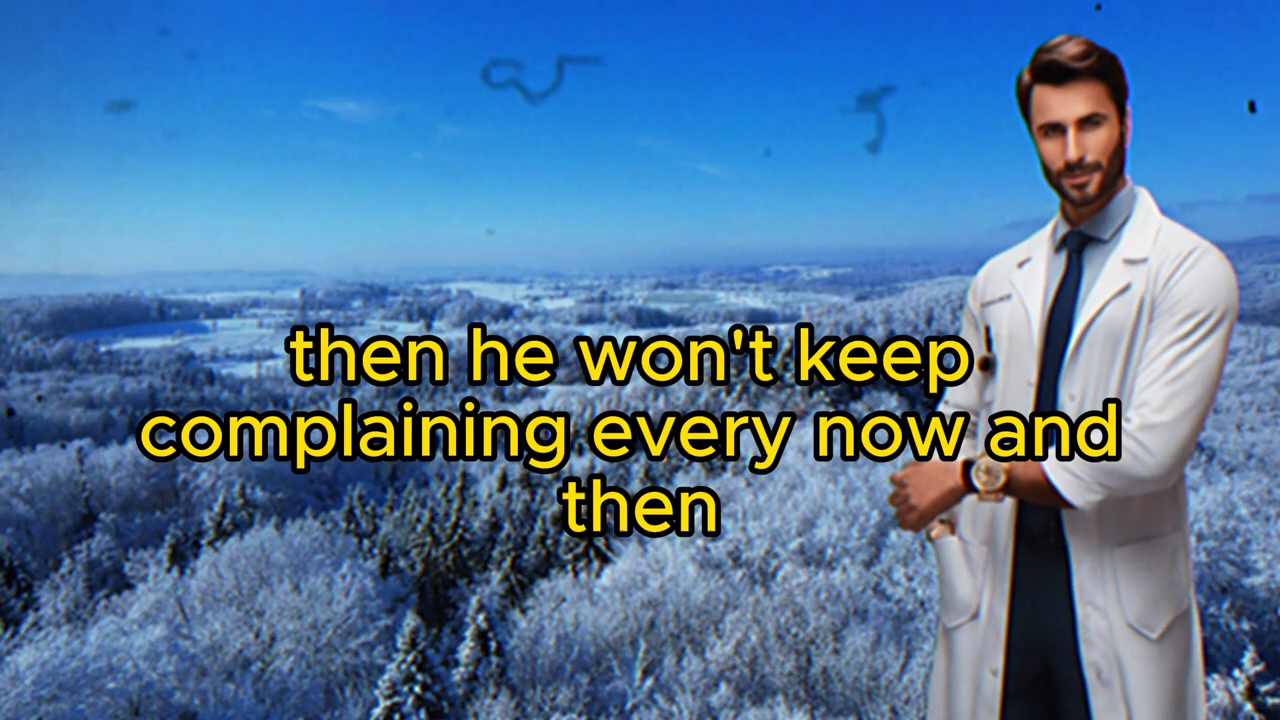 then he won't keep
complaining every now and
then